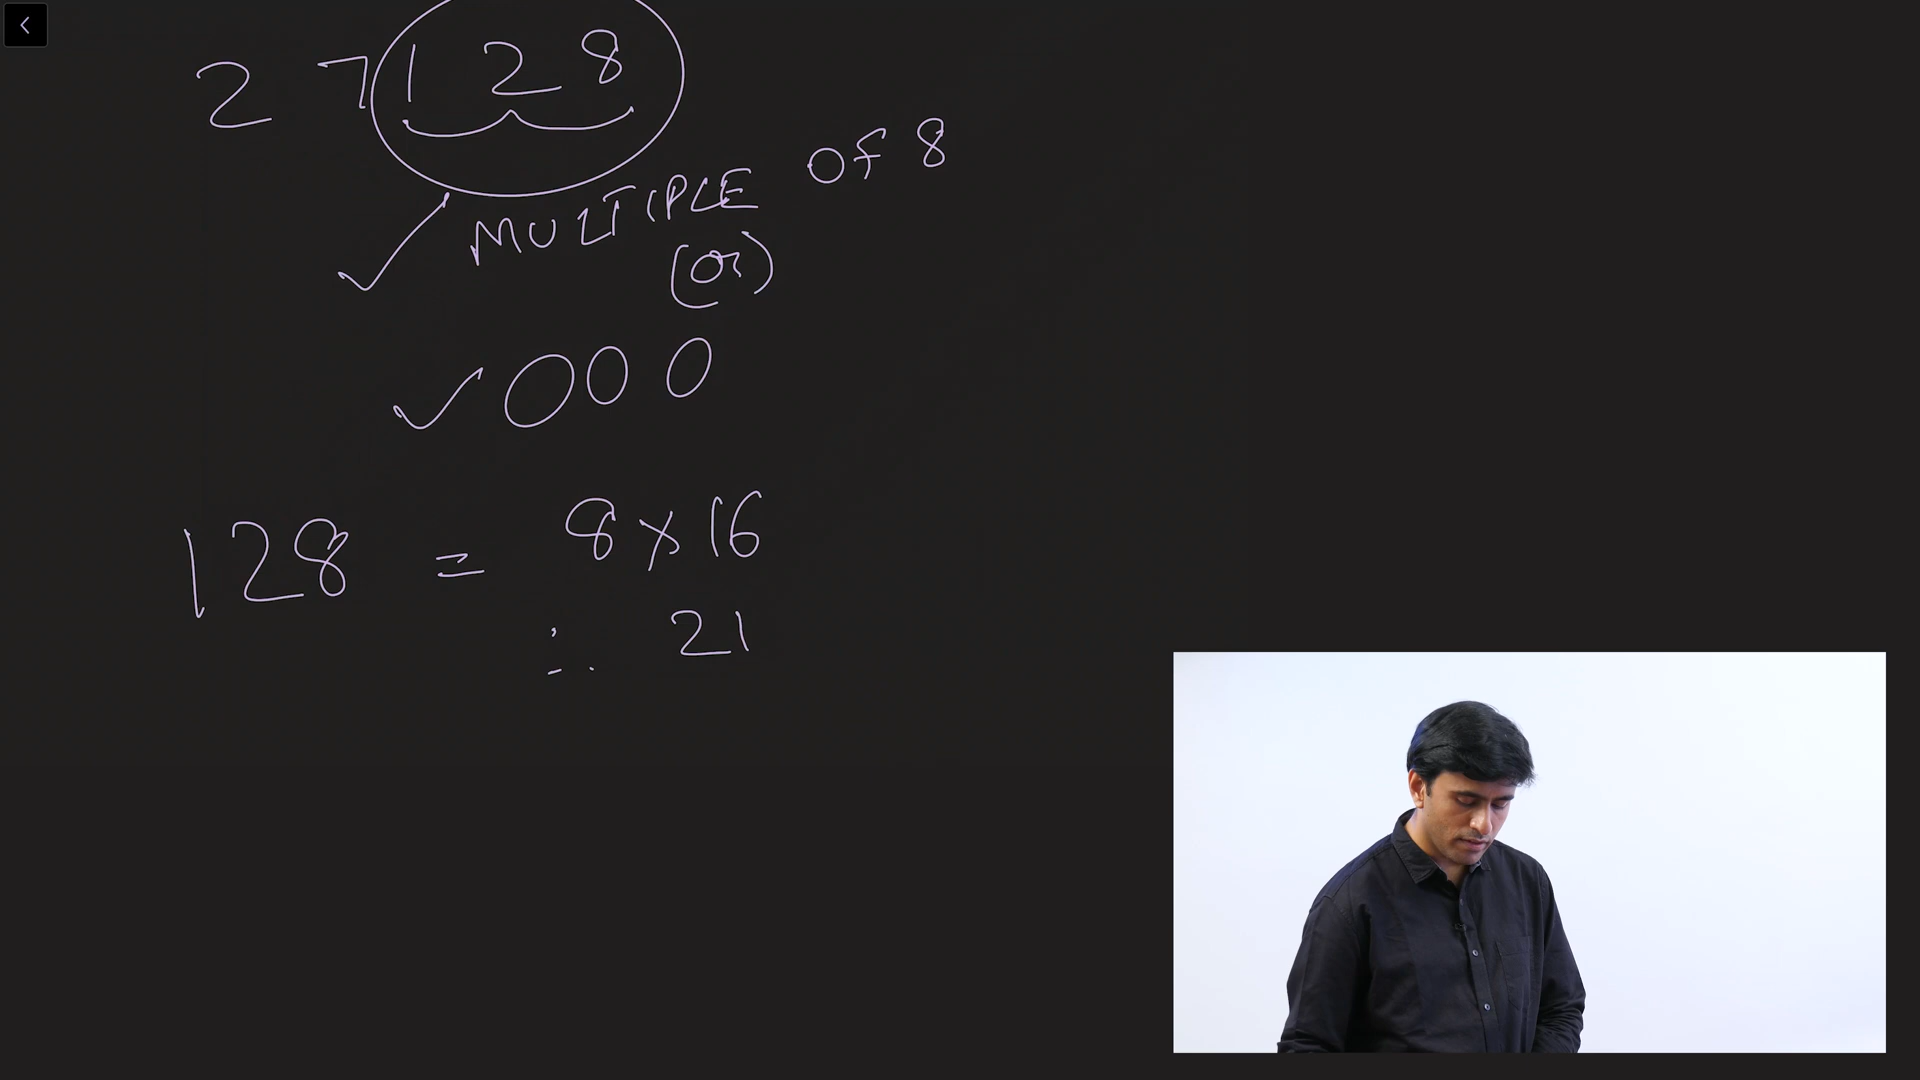 27128
MULTIPLE Of 8
(or)
000
128 = 8×16
∴ 21